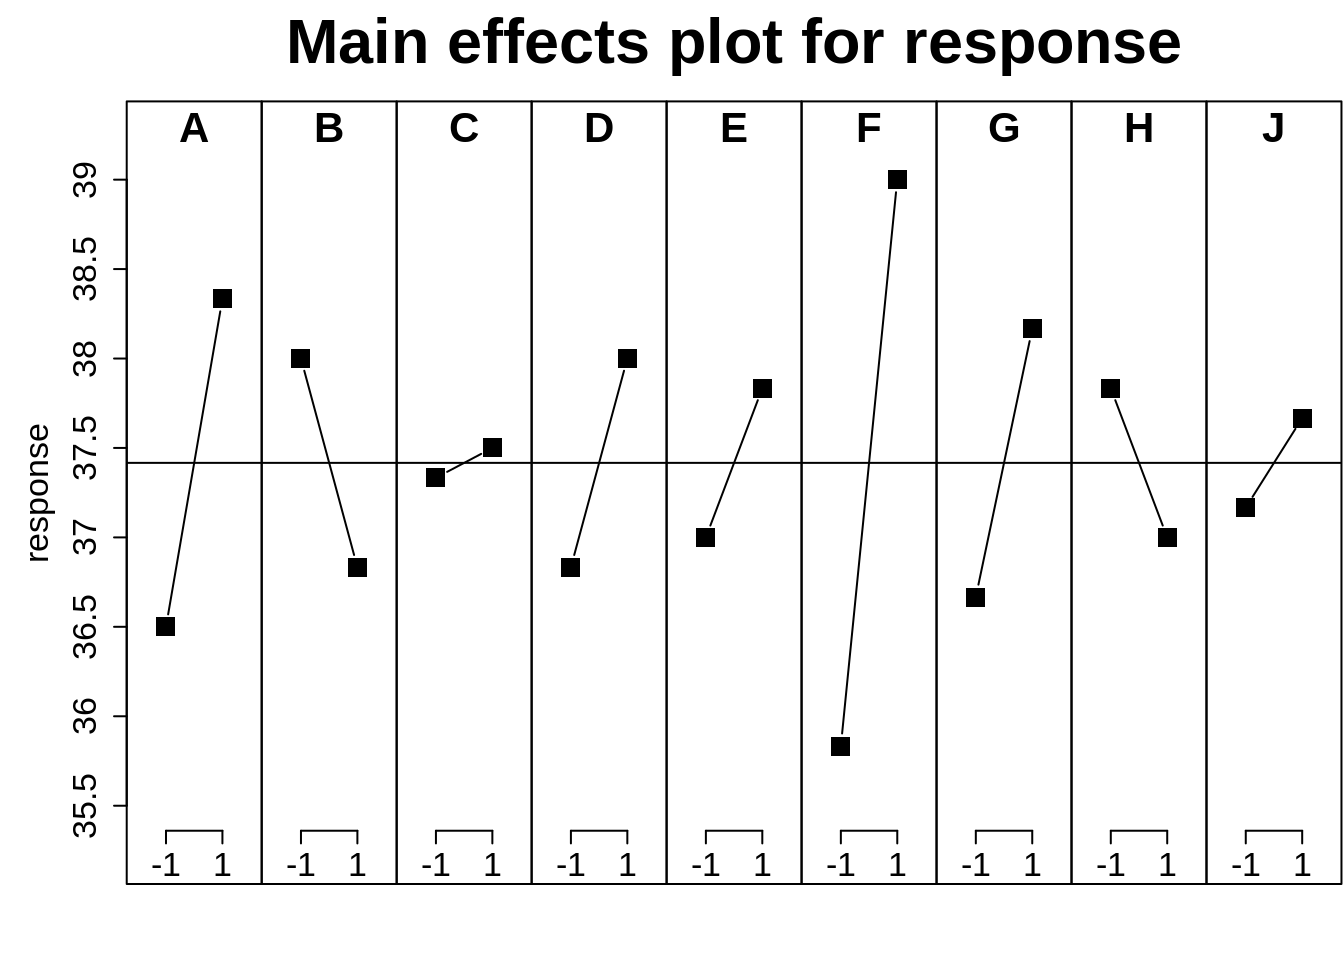 Main effects plot for response
A B C D E F G H J
39
38.5
38
37.5
37
36.5
36
35.5
response
-1 1 -1 1 -1 1 -1 1 -1 1 -1 1 -1 1 -1 1 -1 1